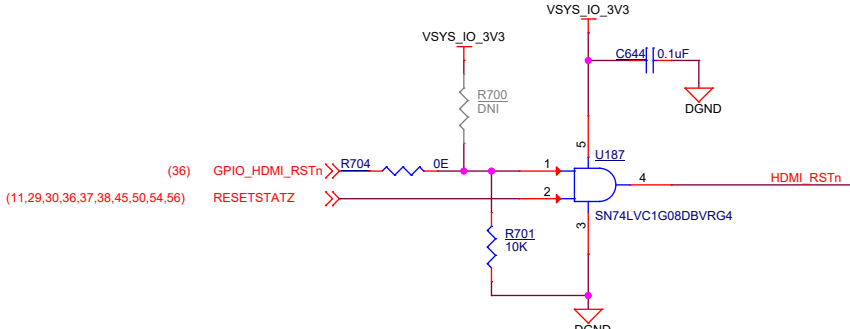 VSYS_IO_3V3
VSYS_IO_3V3
C644 0.1uF
R700
DNI
DGND
5
U187
(36) GPIO_HDMI_RSTn R704 0E 1
4 HDMI_RSTn
(11,29,30,36,37,38,45,50,54,56) RESETSTATZ 2
SN74LVC1G08DBVRG4
3
R701
10K
DGND